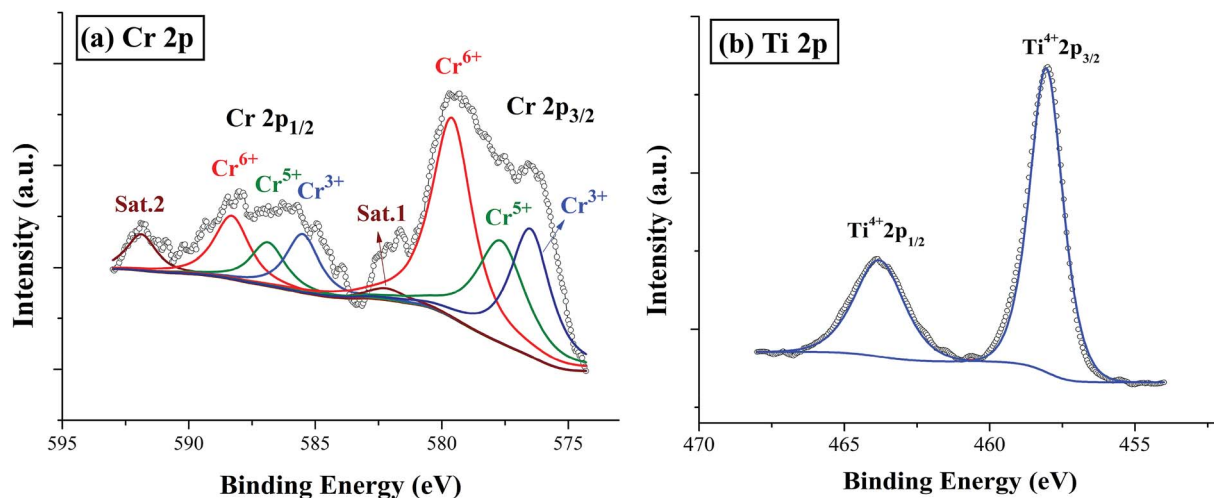 (a) Cr 2p
Cr⁶⁺
Cr 2p₁/₂
Cr 2p₃/₂
Cr⁶⁺
Cr⁵⁺
Cr³⁺
Sat.2
Sat.1
Cr⁵⁺
Cr³⁺
Intensity (a.u.)
595 590 585 580 575
Binding Energy (eV)
(b) Ti 2p
Ti⁴⁺2p₃/₂
Ti⁴⁺2p₁/₂
Intensity (a.u.)
470 465 460 455
Binding Energy (eV)